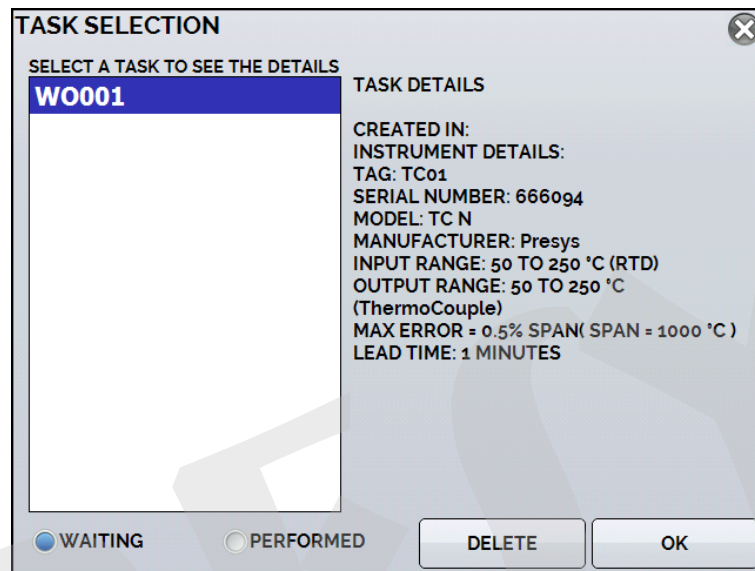 TASK SELECTION
SELECT A TASK TO SEE THE DETAILS
WO001
TASK DETAILS
CREATED IN:
INSTRUMENT DETAILS:
TAG: TC01
SERIAL NUMBER: 666094
MODEL: TC N
MANUFACTURER: Presys
INPUT RANGE: 50 TO 250 °C (RTD)
OUTPUT RANGE: 50 TO 250 °C
(ThermoCouple)
MAX ERROR = 0.5% SPAN( SPAN = 1000 °C )
LEAD TIME: 1 MINUTES
WAITING
PERFORMED
DELETE
OK